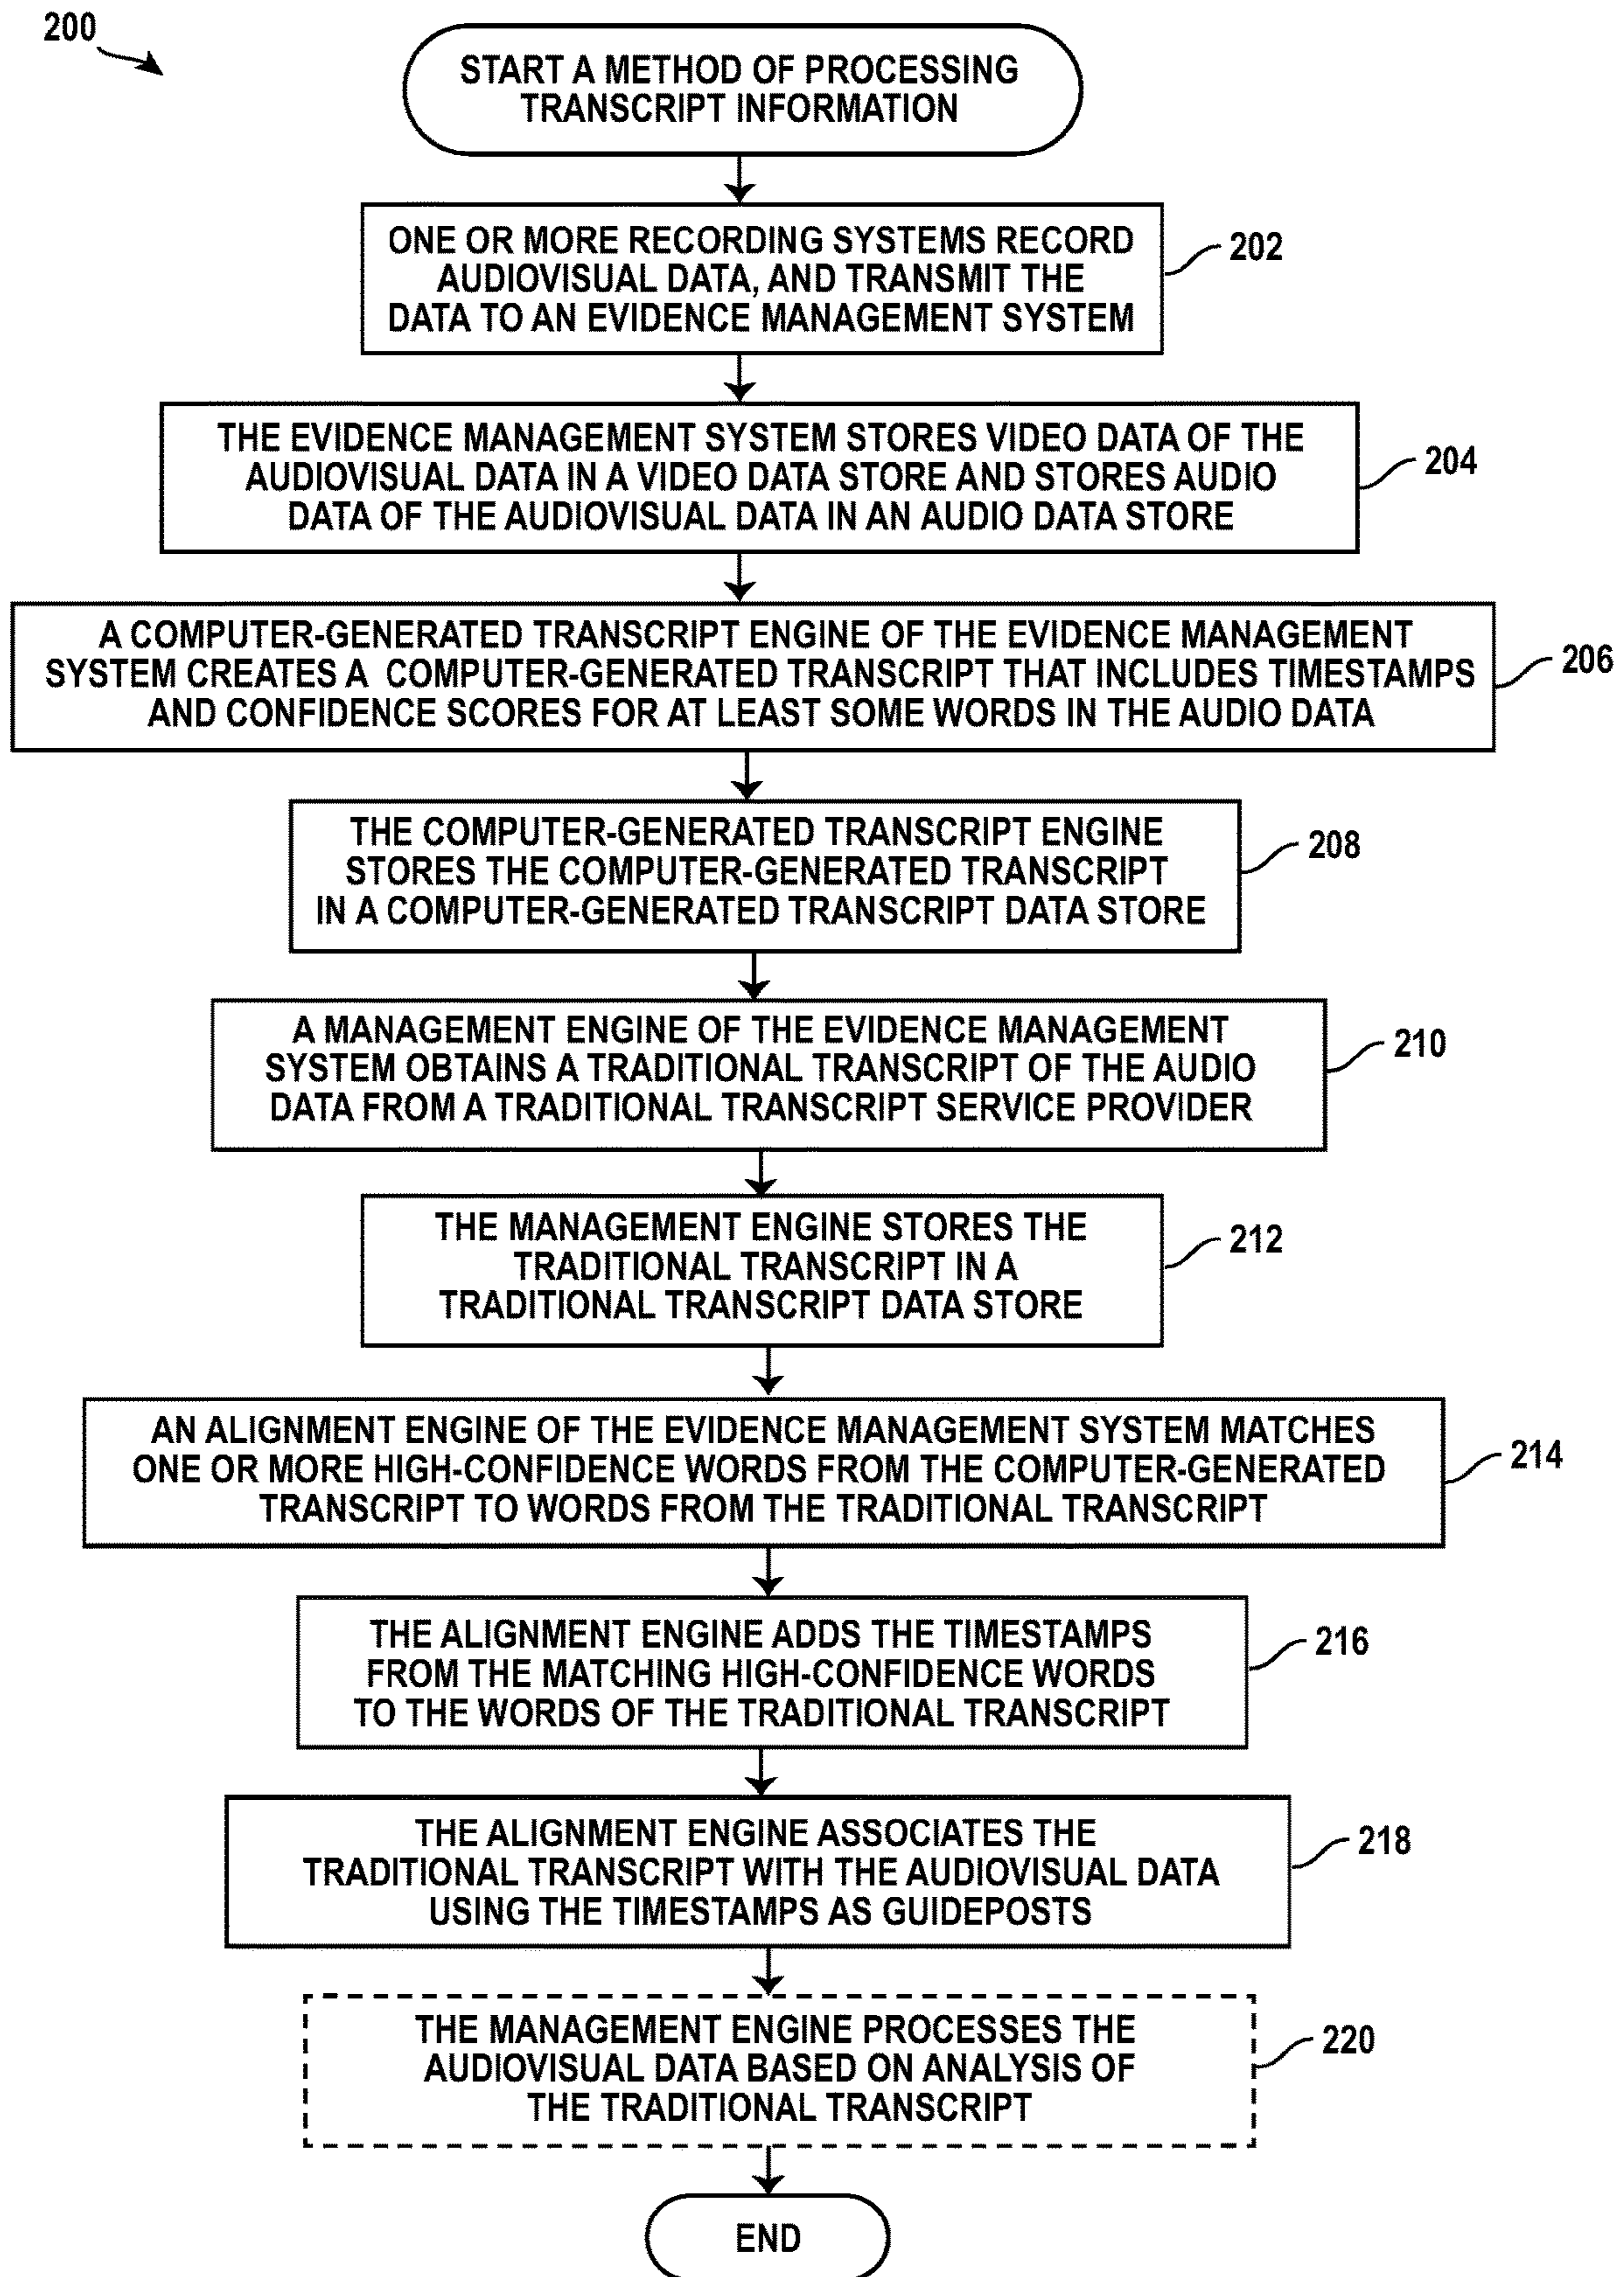 200
START A METHOD OF PROCESSING
TRANSCRIPT INFORMATION
ONE OR MORE RECORDING SYSTEMS RECORD
AUDIOVISUAL DATA, AND TRANSMIT THE
DATA TO AN EVIDENCE MANAGEMENT SYSTEM
202
THE EVIDENCE MANAGEMENT SYSTEM STORES VIDEO DATA OF THE
AUDIOVISUAL DATA IN A VIDEO DATA STORE AND STORES AUDIO
DATA OF THE AUDIOVISUAL DATA IN AN AUDIO DATA STORE
204
A COMPUTER-GENERATED TRANSCRIPT ENGINE OF THE EVIDENCE MANAGEMENT
SYSTEM CREATES A COMPUTER-GENERATED TRANSCRIPT THAT INCLUDES TIMESTAMPS
AND CONFIDENCE SCORES FOR AT LEAST SOME WORDS IN THE AUDIO DATA
206
THE COMPUTER-GENERATED TRANSCRIPT ENGINE
STORES THE COMPUTER-GENERATED TRANSCRIPT
IN A COMPUTER-GENERATED TRANSCRIPT DATA STORE
208
A MANAGEMENT ENGINE OF THE EVIDENCE MANAGEMENT
SYSTEM OBTAINS A TRADITIONAL TRANSCRIPT OF THE AUDIO
DATA FROM A TRADITIONAL TRANSCRIPT SERVICE PROVIDER
210
THE MANAGEMENT ENGINE STORES THE
TRADITIONAL TRANSCRIPT IN A
TRADITIONAL TRANSCRIPT DATA STORE
212
AN ALIGNMENT ENGINE OF THE EVIDENCE MANAGEMENT SYSTEM MATCHES
ONE OR MORE HIGH-CONFIDENCE WORDS FROM THE COMPUTER-GENERATED
TRANSCRIPT TO WORDS FROM THE TRADITIONAL TRANSCRIPT
214
THE ALIGNMENT ENGINE ADDS THE TIMESTAMPS
FROM THE MATCHING HIGH-CONFIDENCE WORDS
TO THE WORDS OF THE TRADITIONAL TRANSCRIPT
216
THE ALIGNMENT ENGINE ASSOCIATES THE
TRADITIONAL TRANSCRIPT WITH THE AUDIOVISUAL DATA
USING THE TIMESTAMPS AS GUIDEPOSTS
218
THE MANAGEMENT ENGINE PROCESSES THE
AUDIOVISUAL DATA BASED ON ANALYSIS OF
THE TRADITIONAL TRANSCRIPT
220
END